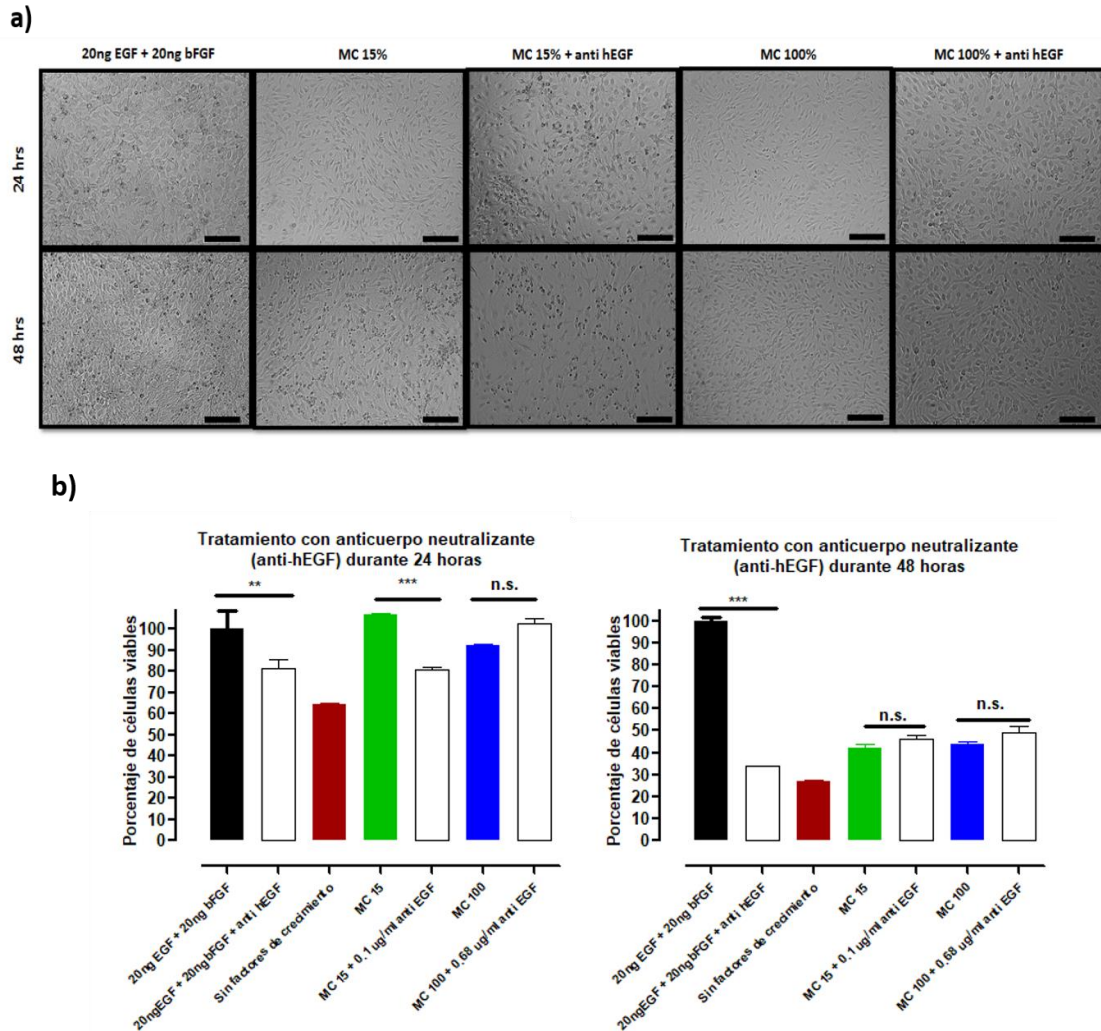 a)
20ng EGF + 20ng bFGF
MC 15%
MC 15% + anti hEGF
MC 100%
MC 100% + anti hEGF
24 hrs
48 hrs
b)
Tratamiento con anticuerpo neutralizante
(anti-hEGF) durante 24 horas
Porcentaje de células viables
100
90
80
70
60
50
40
30
20
10
0
**
***
n.s.
20ng EGF + 20ng bFGF
20ngEGF + 20ngbFGF + anti hEGF
Sin factores de crecimiento
MC 15
MC 15 + 0.1 ug/ml anti EGF
MC 100
MC 100 + 0.68 ug/ml anti EGF
Tratamiento con anticuerpo neutralizante
(anti-hEGF) durante 48 horas
Porcentaje de células viables
100
90
80
70
60
50
40
30
20
10
0
***
n.s.
n.s.
20ng EGF + 20ng bFGF
20ngEGF + 20ngbFGF + anti hEGF
Sin factores de crecimiento
MC 15
MC 15 + 0.1 ug/ml anti EGF
MC 100
MC 100 + 0.68 ug/ml anti EGF